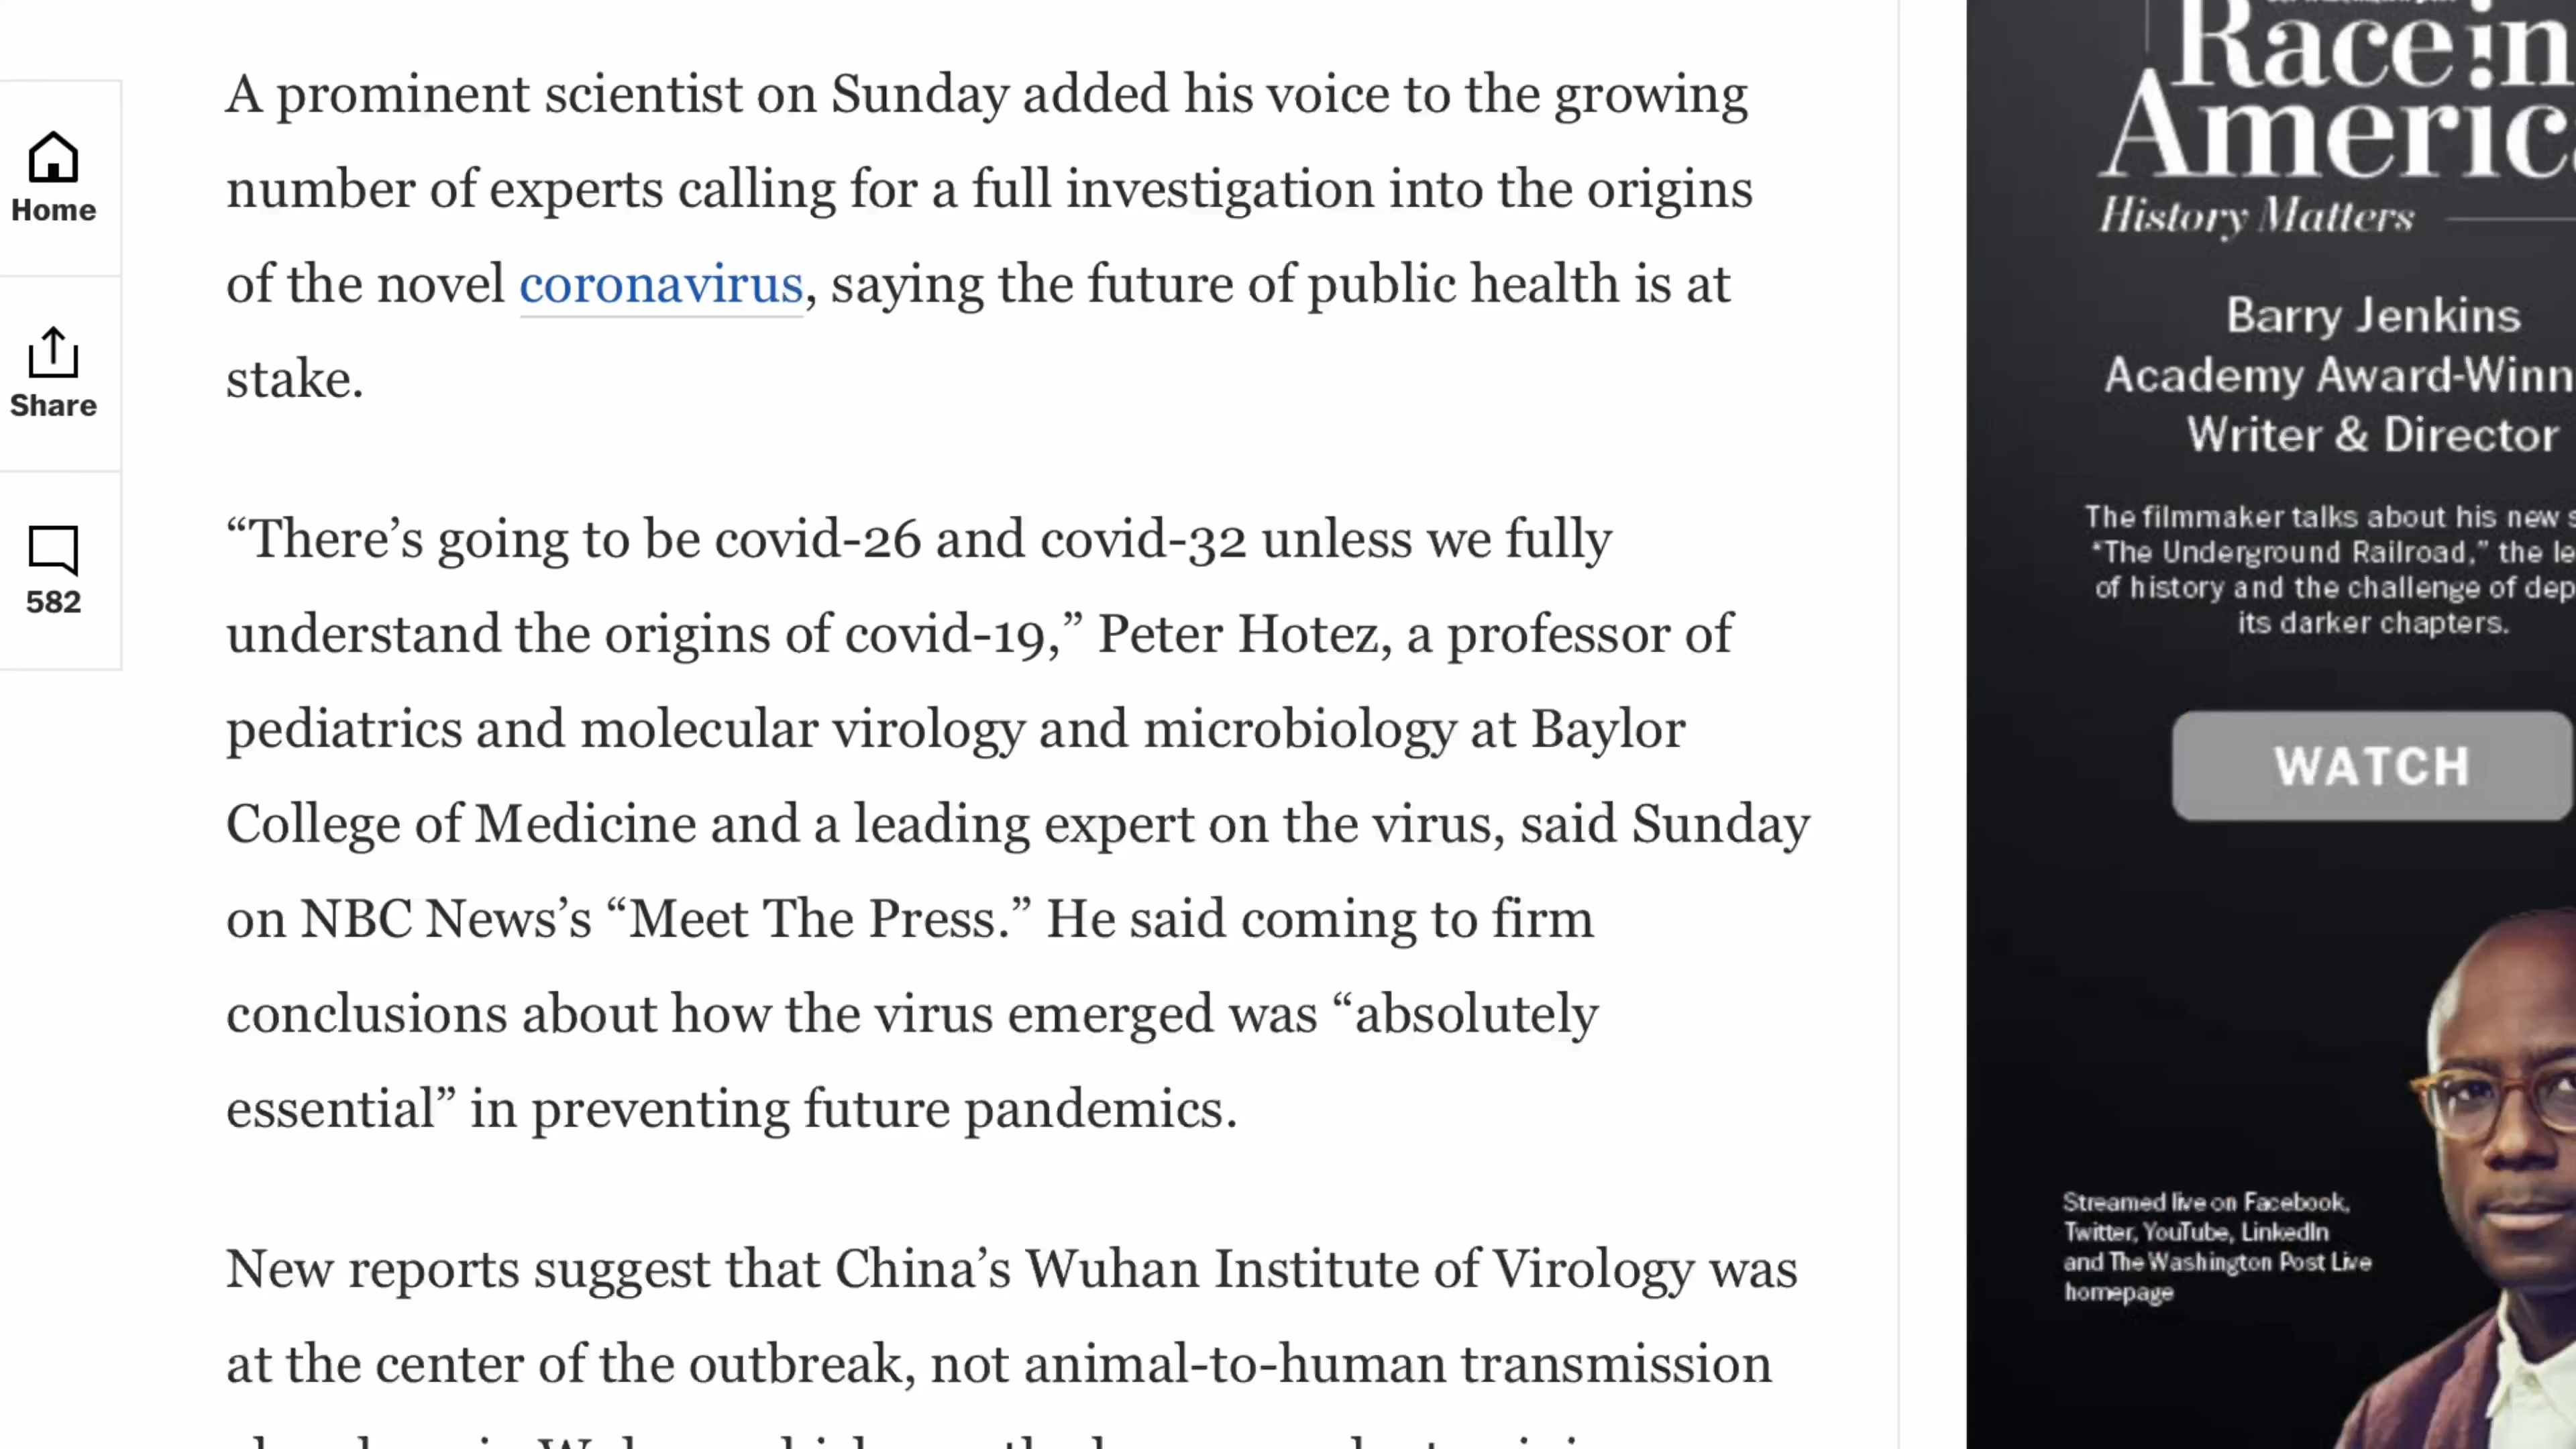 Home
Share
582
A prominent scientist on Sunday added his voice to the growing
number of experts calling for a full investigation into the origins
of the novel coronavirus, saying the future of public health is at
stake.
“There’s going to be covid-26 and covid-32 unless we fully
understand the origins of covid-19,” Peter Hotez, a professor of
pediatrics and molecular virology and microbiology at Baylor
College of Medicine and a leading expert on the virus, said Sunday
on NBC News’s “Meet The Press.” He said coming to firm
conclusions about how the virus emerged was “absolutely
essential” in preventing future pandemics.
New reports suggest that China’s Wuhan Institute of Virology was
at the center of the outbreak, not animal-to-human transmission
Race in
America
History Matters
Barry Jenkins
Academy Award-Winn
Writer & Director
The filmmaker talks about his new s
“The Underground Railroad,” the le
of history and the challenge of dep
its darker chapters.
WATCH
Streamed live on Facebook,
Twitter, YouTube, LinkedIn
and The Washington Post Live
homepage